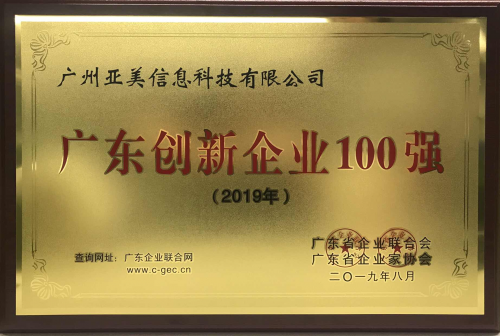 广州亚美信息科技有限公司
广东创新企业100强
（2019年）
查询网址：广东企业联合网
www.c-gec.cn
广东省企业联合会
广东省企业家协会
二〇一九年八月